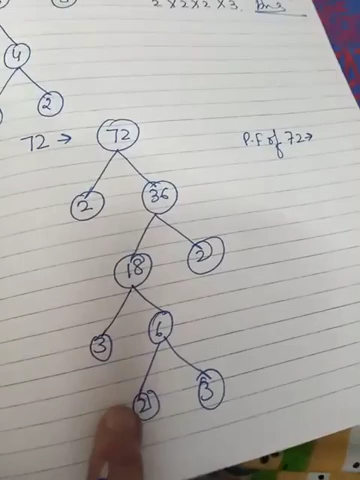 2 × 2 × 2 × 3. Ans
4
2
72 → 72
P.F of 72 →
2 36
18 2
3 6
2 3